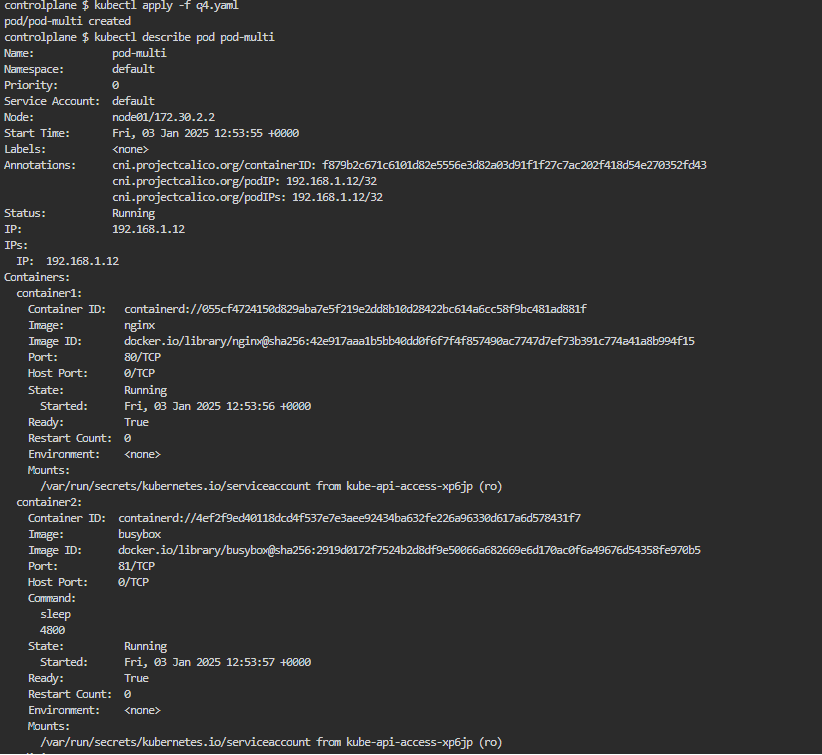 controlplane $ kubectl apply -f q4.yaml
pod/pod-multi created
controlplane $ kubectl describe pod pod-multi
Name:             pod-multi
Namespace:        default
Priority:         0
Service Account:  default
Node:             node01/172.30.2.2
Start Time:       Fri, 03 Jan 2025 12:53:55 +0000
Labels:           <none>
Annotations:      cni.projectcalico.org/containerID: f879b2c671c6101d82e5556e3d82a03d91f1f27c7ac202f418d54e270352fd43
                  cni.projectcalico.org/podIP: 192.168.1.12/32
                  cni.projectcalico.org/podIPs: 192.168.1.12/32
Status:           Running
IP:               192.168.1.12
IPs:
  IP:  192.168.1.12
Containers:
  container1:
    Container ID:   containerd://055cf4724150d829aba7e5f219e2dd8b10d28422bc614a6cc58f9bc481ad881f
    Image:          nginx
    Image ID:       docker.io/library/nginx@sha256:42e917aaa1b5bb40dd0f6f7f4f857490ac7747d7ef73b391c774a41a8b994f15
    Port:           80/TCP
    Host Port:      0/TCP
    State:          Running
      Started:      Fri, 03 Jan 2025 12:53:56 +0000
    Ready:          True
    Restart Count:  0
    Environment:    <none>
    Mounts:
      /var/run/secrets/kubernetes.io/serviceaccount from kube-api-access-xp6jp (ro)
  container2:
    Container ID:  containerd://4ef2f9ed40118dcd4f537e7e3aee92434ba632fe226a96330d617a6d578431f7
    Image:         busybox
    Image ID:      docker.io/library/busybox@sha256:2919d0172f7524b2d8df9e50066a682669e6d170ac0f6a49676d54358fe970b5
    Port:          81/TCP
    Host Port:     0/TCP
    Command:
      sleep
      4800
    State:          Running
      Started:      Fri, 03 Jan 2025 12:53:57 +0000
    Ready:          True
    Restart Count:  0
    Environment:    <none>
    Mounts:
      /var/run/secrets/kubernetes.io/serviceaccount from kube-api-access-xp6jp (ro)